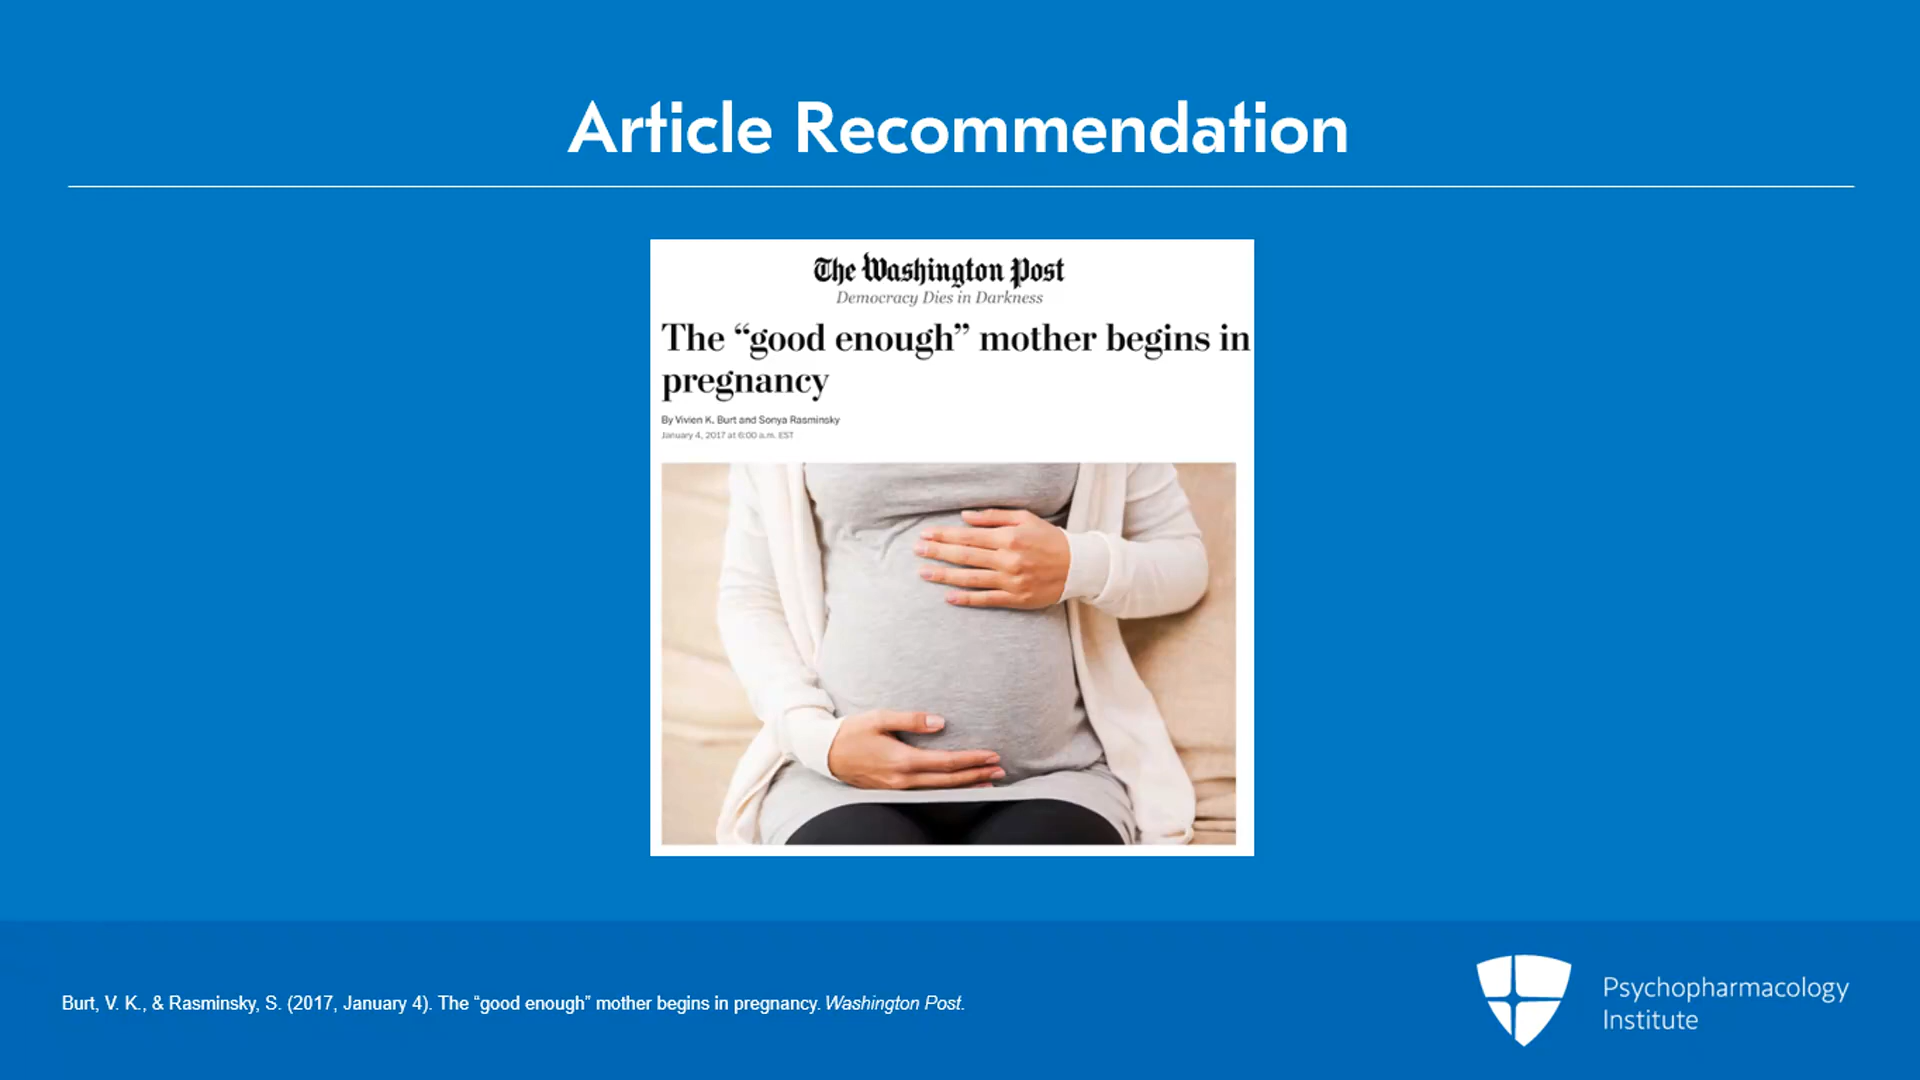 Article Recommendation
The Washington Post
Democracy Dies in Darkness
The “good enough” mother begins in
pregnancy
By Vivien K. Burt and Sonya Rasminsky
January 4, 2017 at 6:00 a.m. EST
Burt, V. K., & Rasminsky, S. (2017, January 4). The “good enough” mother begins in pregnancy. Washington Post.
Psychopharmacology
Institute